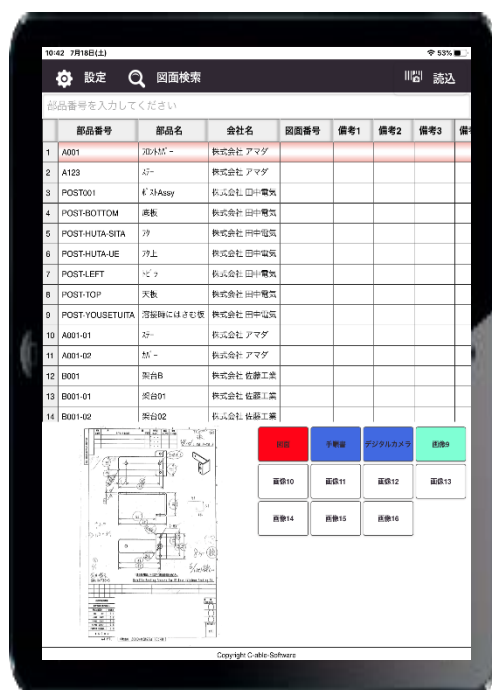 10:42 7月18日(土) 53%
設定 図面検索 読込
部品番号を入力してください
部品番号 部品名 会社名 図面番号 備考1 備考2 備考3
1 A001 ﾌﾛﾝﾄｶﾊﾞｰ 株式会社 アマダ
2 A123 ｽﾃｰ 株式会社 アマダ
3 POST001 ﾎﾟｽﾄAssy 株式会社 田中電気
4 POST-BOTTOM 底板 株式会社 田中電気
5 POST-HUTA-SITA ﾌﾀ 株式会社 田中電気
6 POST-HUTA-UE ﾌﾀ上 株式会社 田中電気
7 POST-LEFT ﾄﾋﾞﾗ 株式会社 田中電気
8 POST-TOP 天板 株式会社 田中電気
9 POST-YOUSETUITA 溶接時にはさむ板 株式会社 田中電気
10 A001-01 ｽﾃｰ 株式会社 アマダ
11 A001-02 ｶﾊﾞｰ 株式会社 アマダ
12 B001 架台B 株式会社 佐藤工業
13 B001-01 架台01 株式会社 佐藤工業
14 B001-02 架台02 株式会社 佐藤工業
図面 手順書 デジタルカメラ 画像9
画像10 画像11 画像12 画像13
画像14 画像15 画像16
Copyright C-able-Software